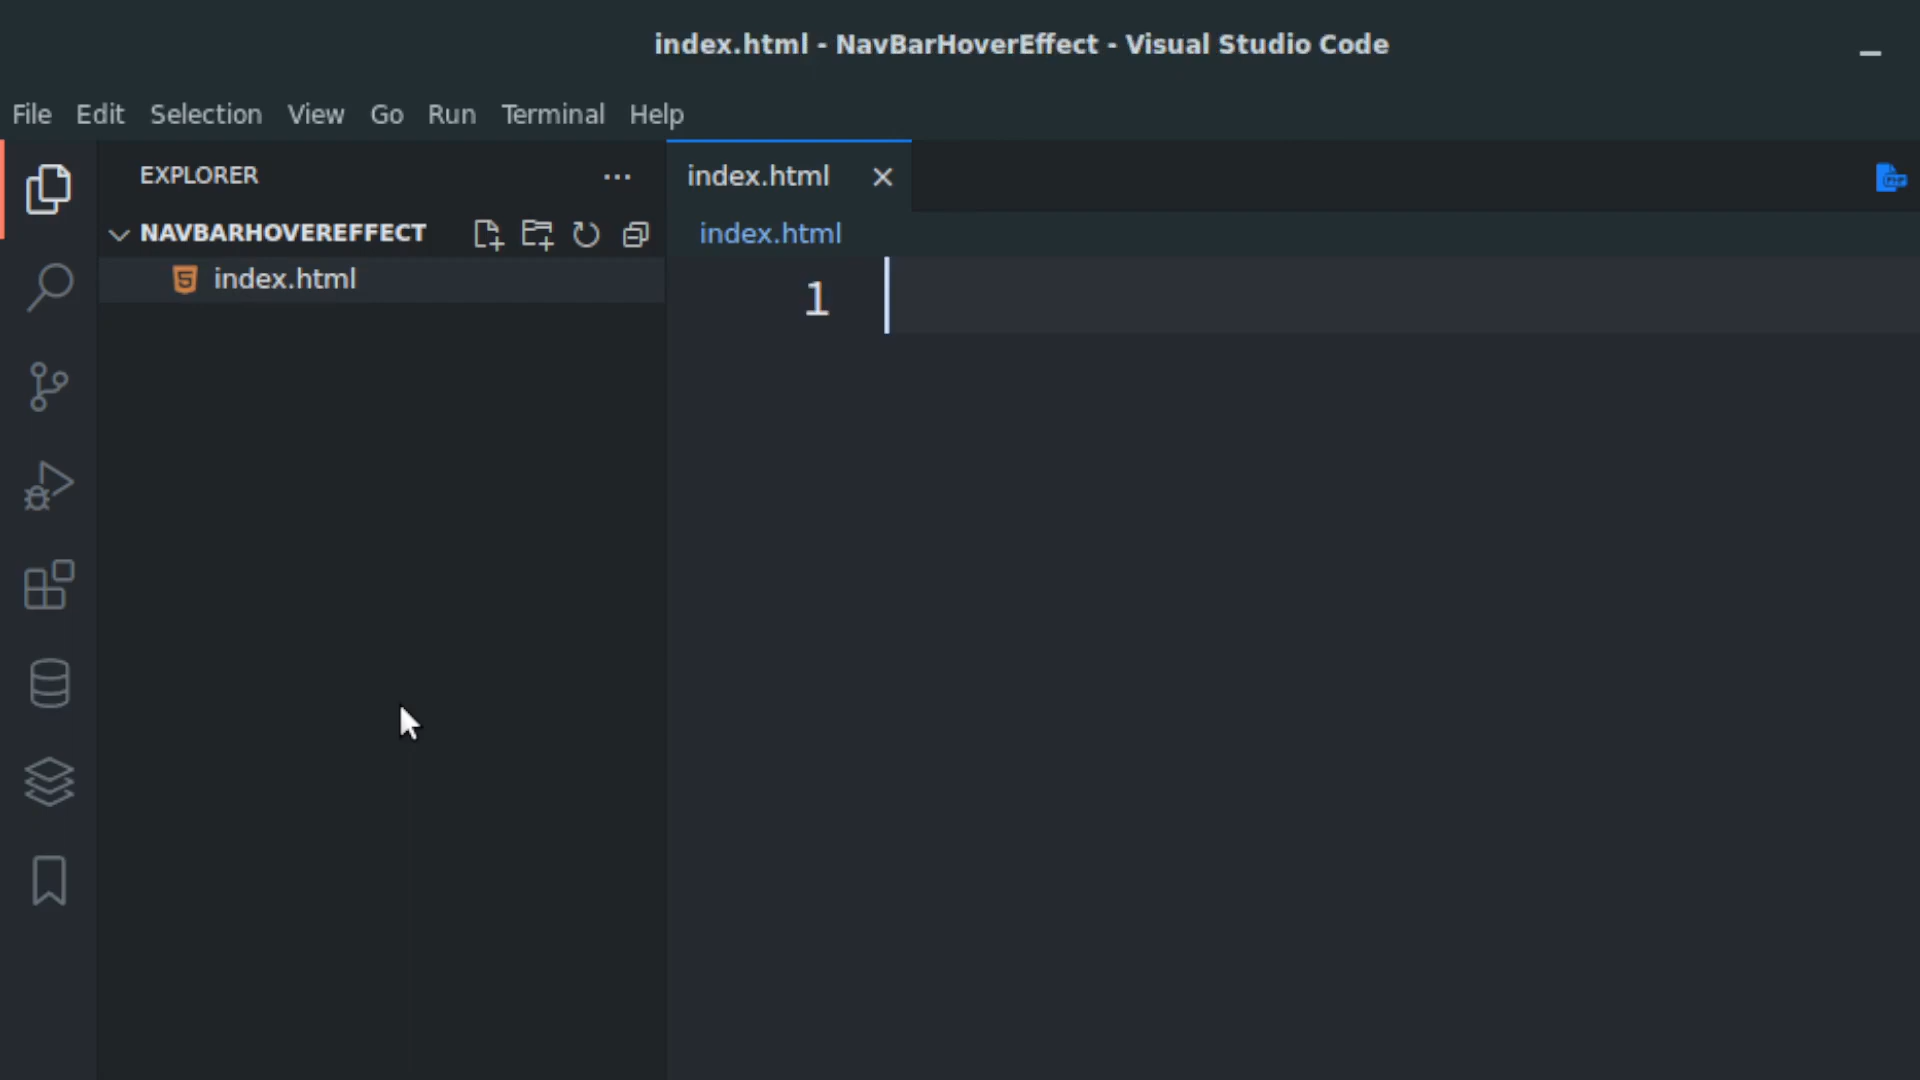 index.html - NavBarHoverEffect - Visual Studio Code
File Edit Selection View Go Run Terminal Help
EXPLORER
index.html
NAVBARHOVEREFFECT
index.html
index.html
1